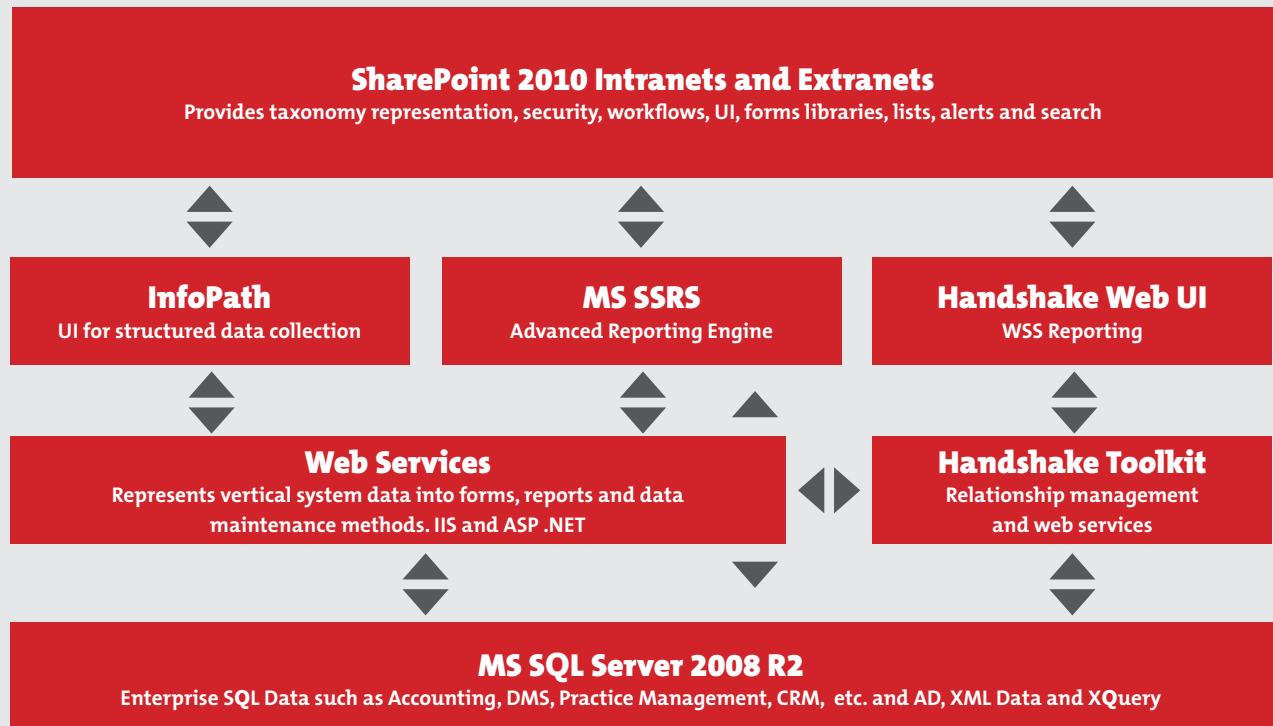 SharePoint 2010 Intranets and Extranets
Provides taxonomy representation, security, workflows, UI, forms libraries, lists, alerts and search
InfoPath
UI for structured data collection
MS SSRS
Advanced Reporting Engine
Handshake Web UI
WSS Reporting
Web Services
Represents vertical system data into forms, reports and data
maintenance methods. IIS and ASP .NET
Handshake Toolkit
Relationship management
and web services
MS SQL Server 2008 R2
Enterprise SQL Data such as Accounting, DMS, Practice Management, CRM, etc. and AD, XML Data and XQuery